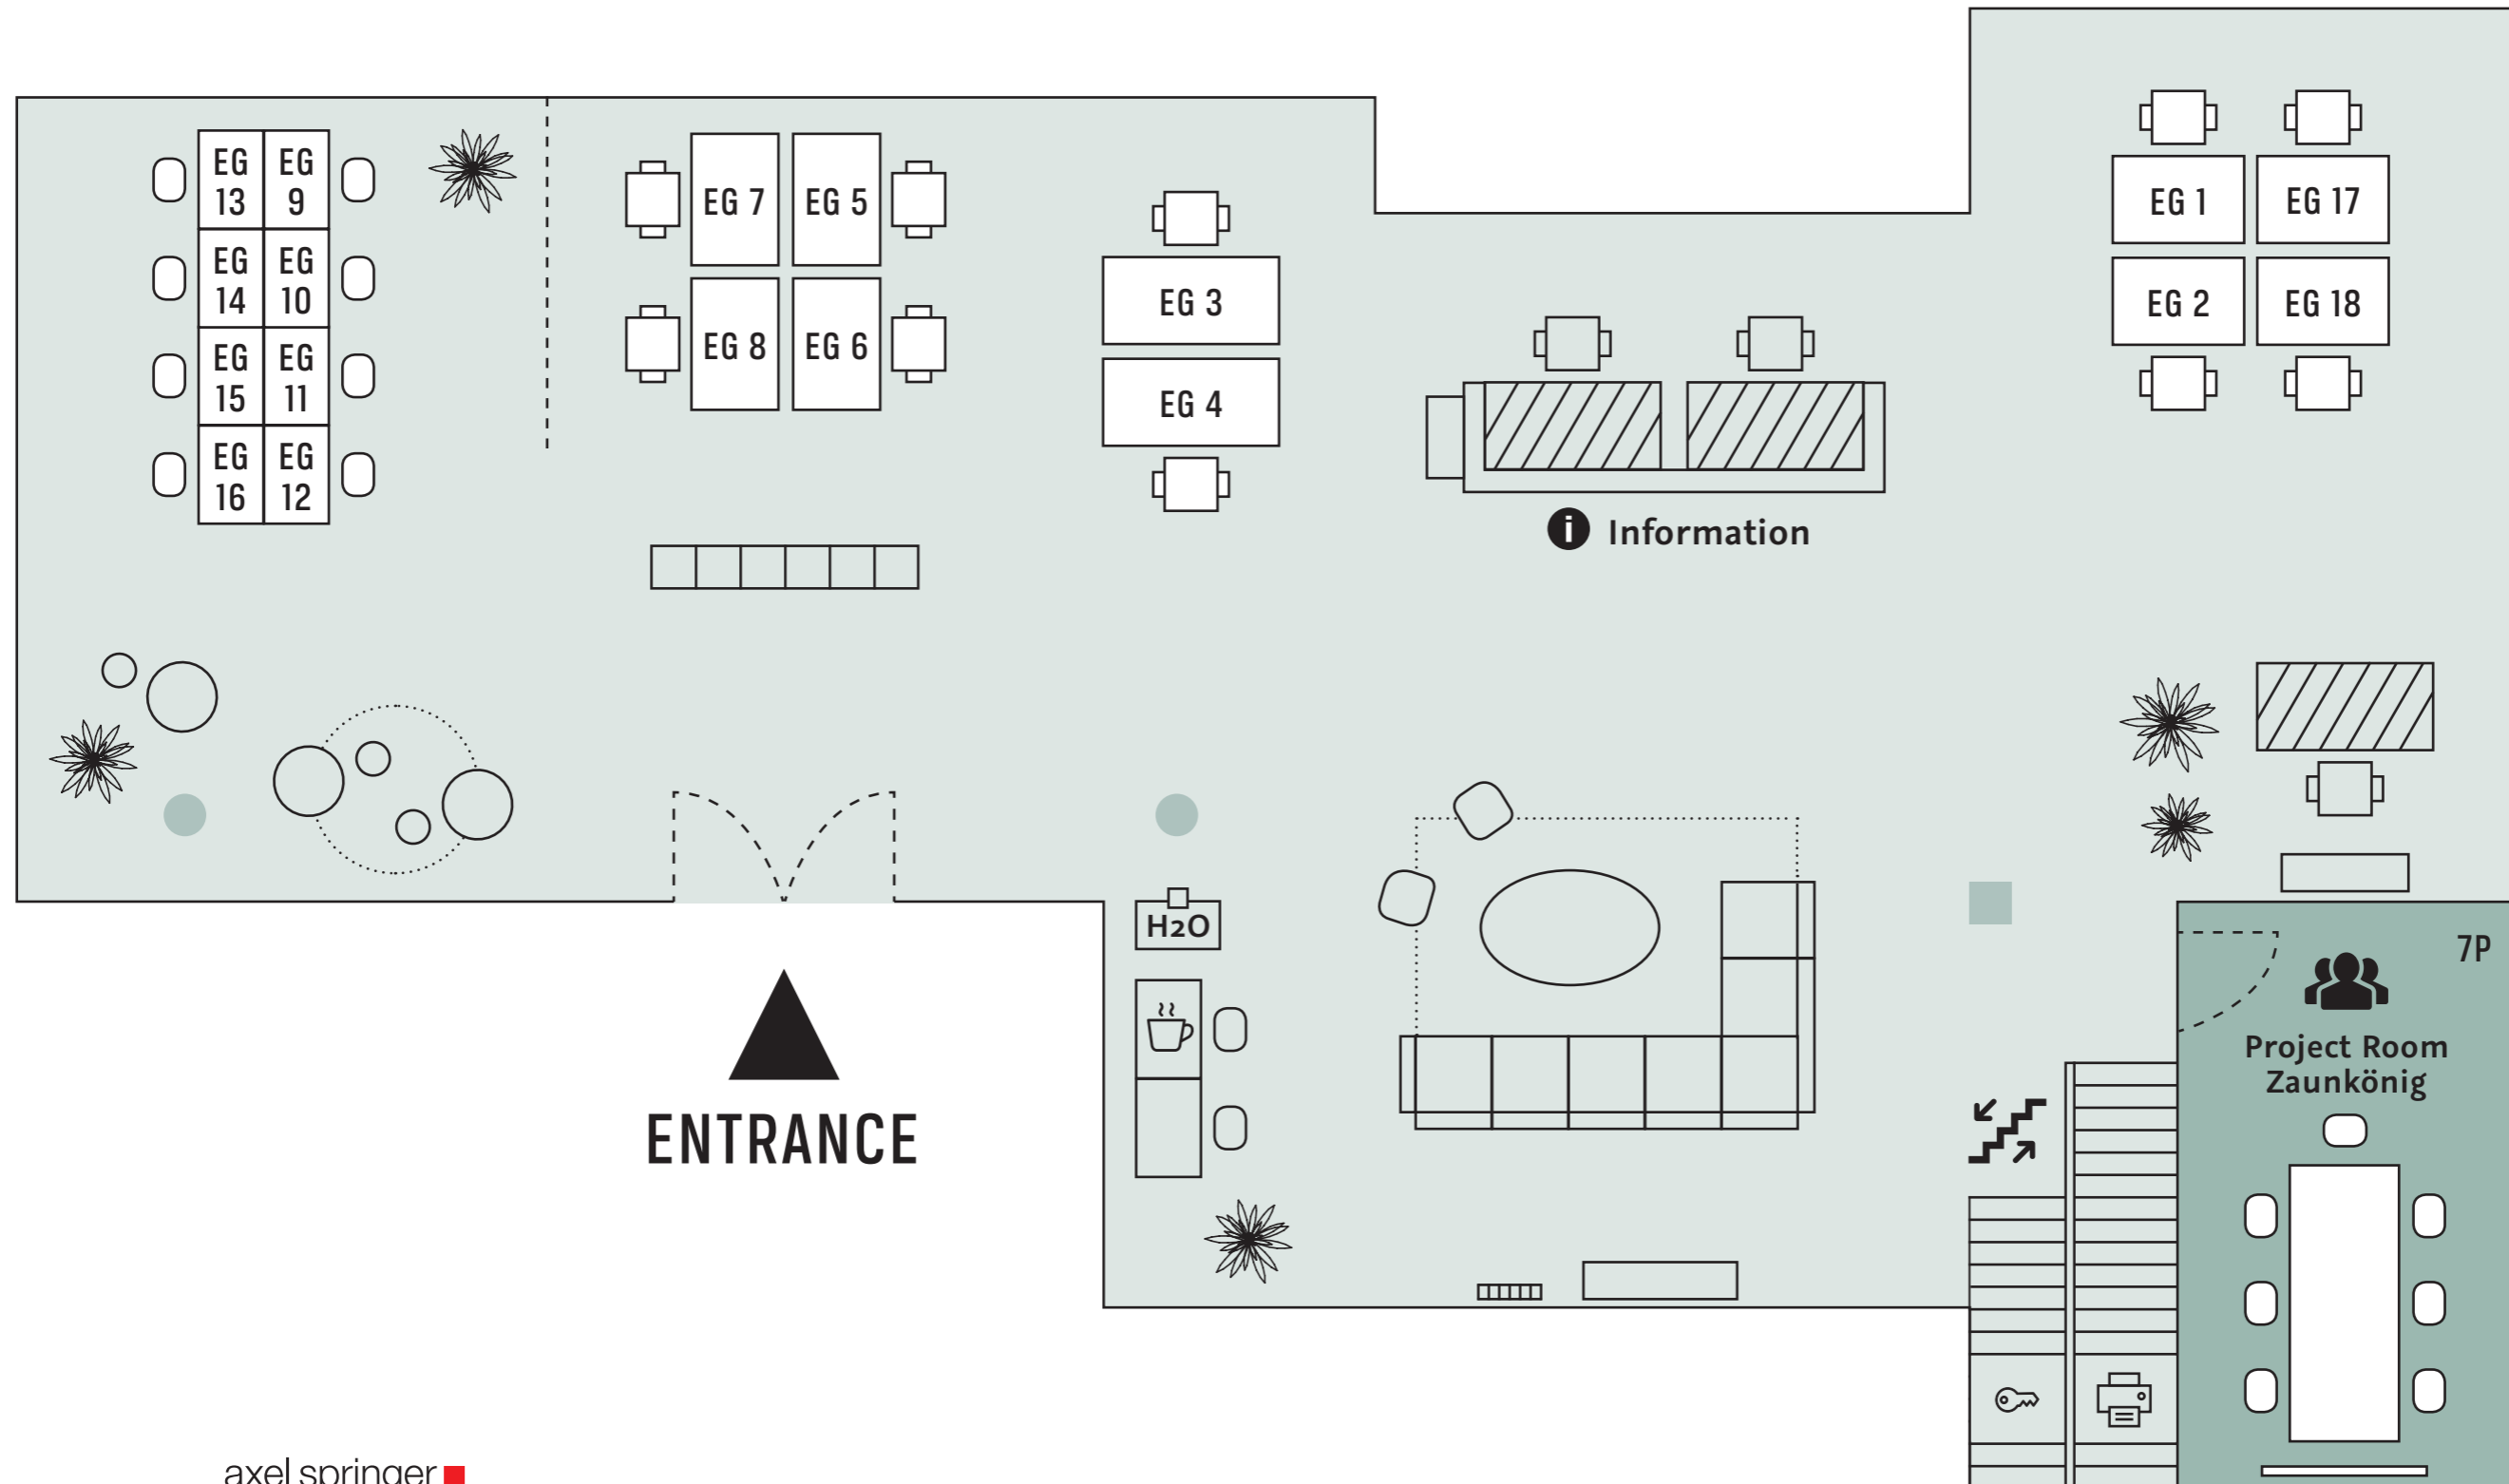 EG
13
EG
9
EG
14
EG
10
EG
15
EG
11
EG
16
EG
12
EG 7
EG 5
EG 8
EG 6
EG 3
EG 4
EG 1
EG 17
EG 2
EG 18
i Information
H2O
ENTRANCE
7P
Project Room
Zaunkönig
axel springer